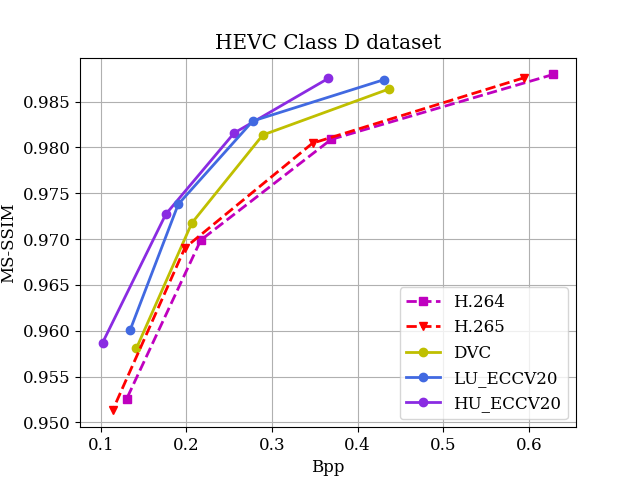 HEVC Class D dataset
MS-SSIM
0.985
0.980
0.975
0.970
0.965
0.960
0.955
0.950
H.264
H.265
DVC
LU_ECCV20
HU_ECCV20
0.1 0.2 0.3 0.4 0.5 0.6
Bpp